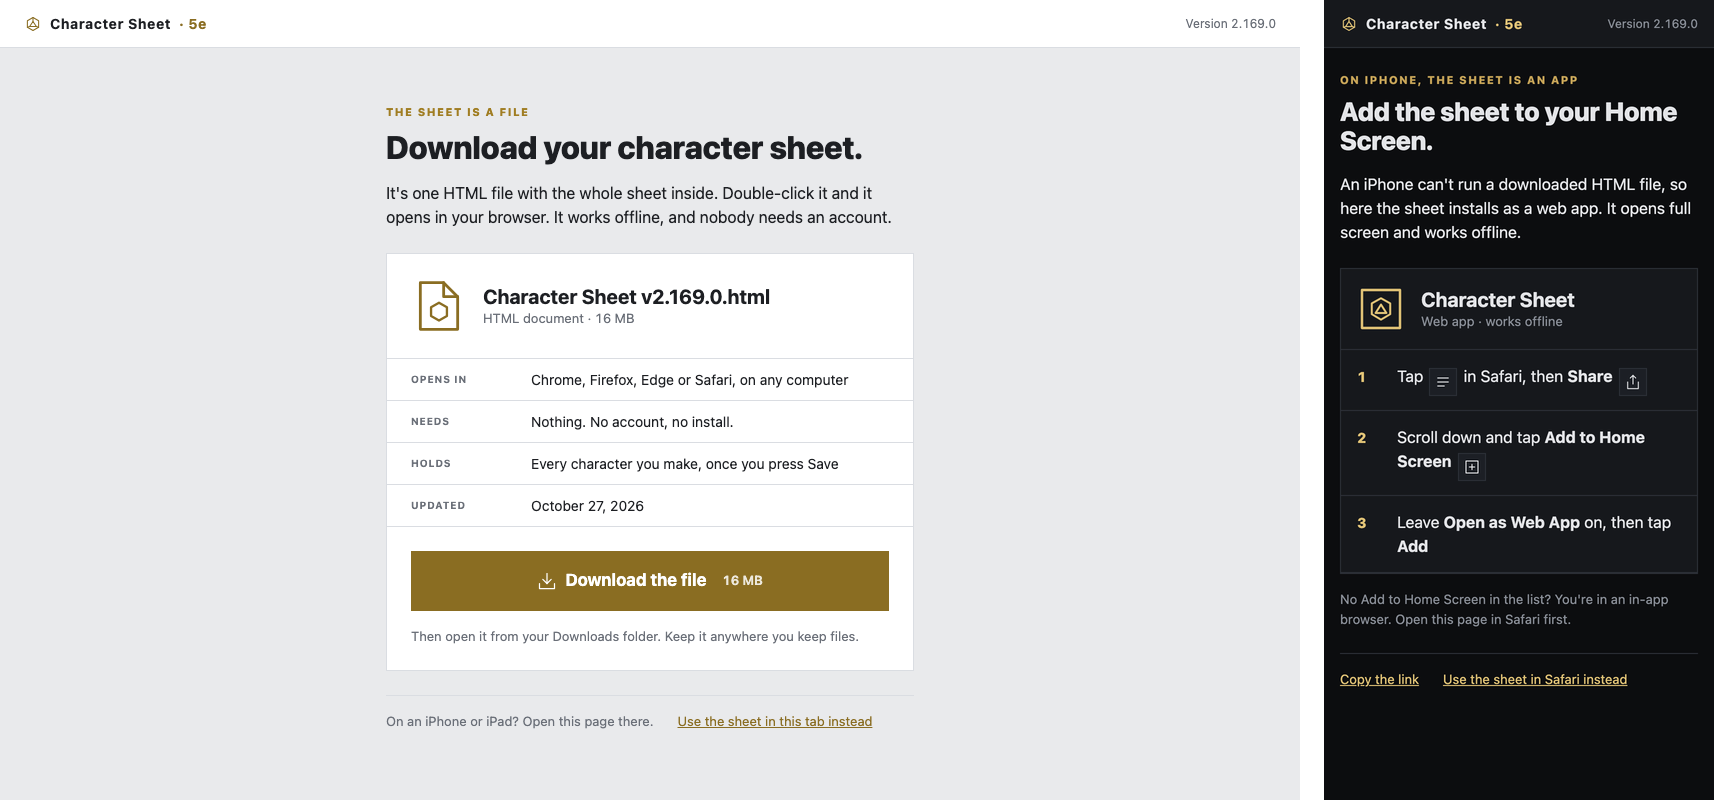 Character Sheet · 5e
Version 2.169.0
THE SHEET IS A FILE
Download your character sheet.
It's one HTML file with the whole sheet inside. Double-click it and it
opens in your browser. It works offline, and nobody needs an account.
Character Sheet v2.169.0.html
HTML document · 16 MB
OPENS IN
Chrome, Firefox, Edge or Safari, on any computer
NEEDS
Nothing. No account, no install.
HOLDS
Every character you make, once you press Save
UPDATED
October 27, 2026
Download the file 16 MB
Then open it from your Downloads folder. Keep it anywhere you keep files.
On an iPhone or iPad? Open this page there.
Use the sheet in this tab instead
Character Sheet · 5e
Version 2.169.0
ON IPHONE, THE SHEET IS AN APP
Add the sheet to your Home
Screen.
An iPhone can't run a downloaded HTML file, so
here the sheet installs as a web app. It opens full
screen and works offline.
Character Sheet
Web app · works offline
1 Tap in Safari, then Share
2 Scroll down and tap Add to Home
Screen
3 Leave Open as Web App on, then tap
Add
No Add to Home Screen in the list? You're in an in-app
browser. Open this page in Safari first.
Copy the link
Use the sheet in Safari instead